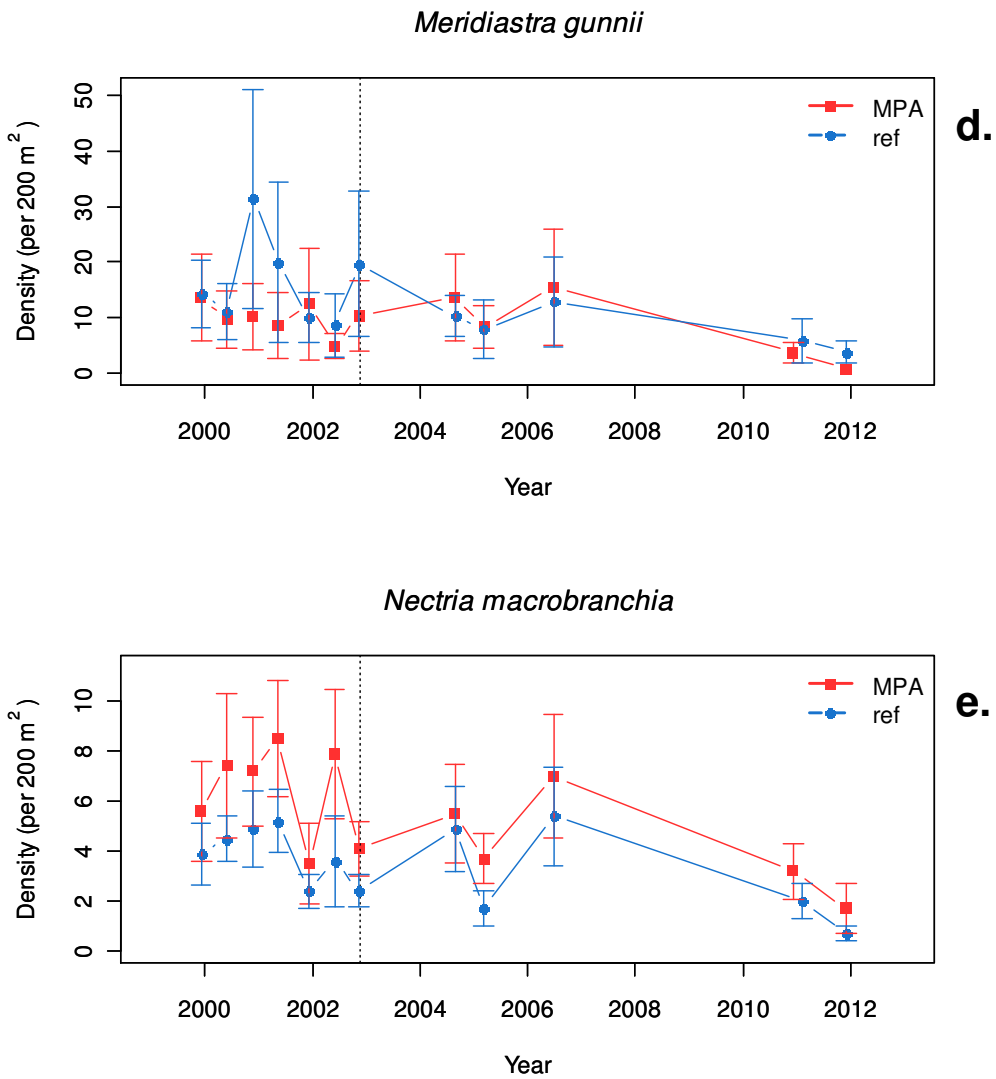 Meridiastra gunnii
MPA
ref
d.
Density (per 200 m²)
50
40
30
20
10
0
2000 2002 2004 2006 2008 2010 2012
Year
Nectria macrobranchia
MPA
ref
e.
Density (per 200 m²)
10
8
6
4
2
0
2000 2002 2004 2006 2008 2010 2012
Year